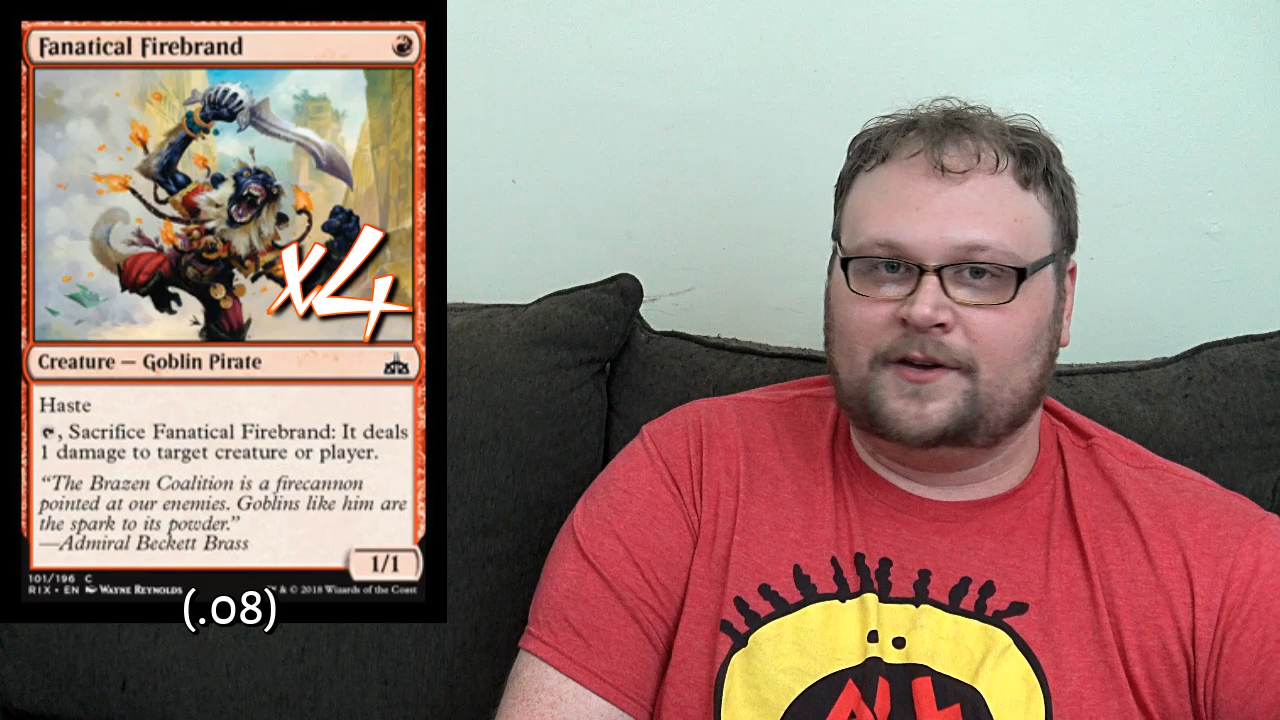 Fanatical Firebrand
x4
Creature — Goblin Pirate
Haste
, Sacrifice Fanatical Firebrand: It deals
1 damage to target creature or player.
“The Brazen Coalition is a firecannon
pointed at our enemies. Goblins like him are
the spark to its powder.”
—Admiral Beckett Brass
1/1
101/196 C
RIX • EN WAYNE REYNOLDS ™ & © 2018 Wizards of the Coast
(.08)